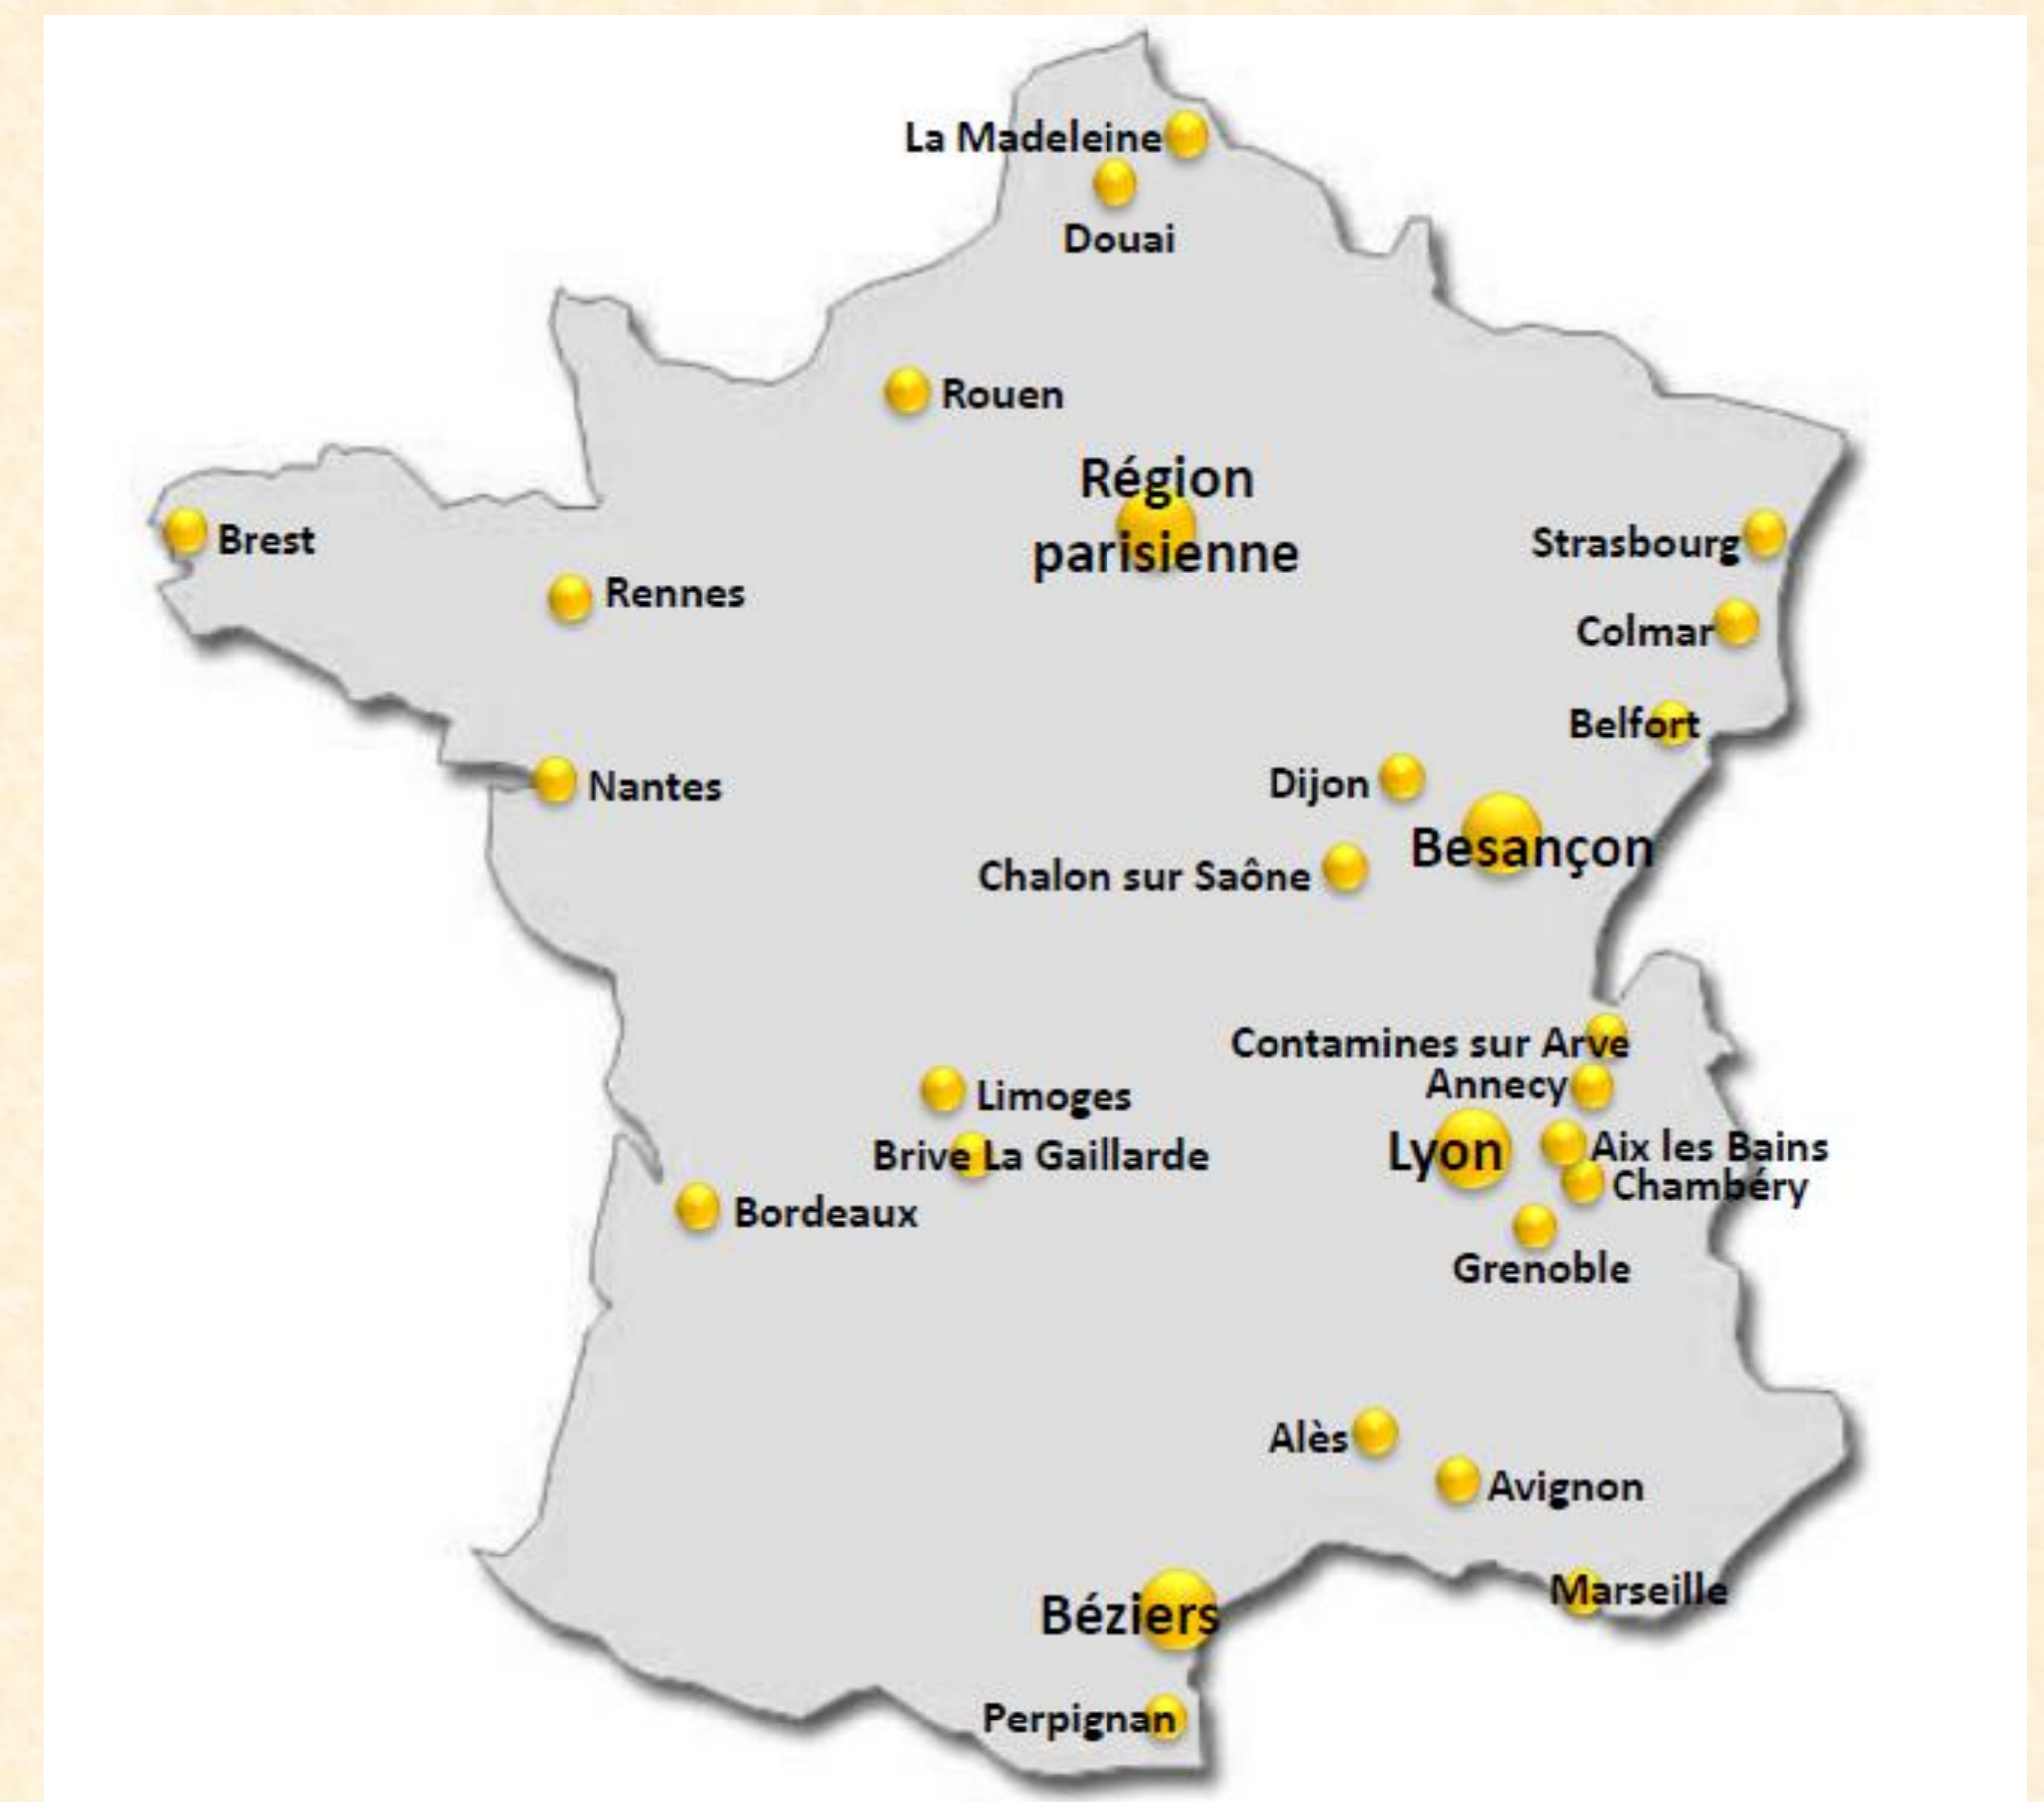 La Madeleine
Douai
Rouen
Région
parisienne
Brest
Strasbourg
Rennes
Colmar
Belfort
Nantes
Dijon
Besançon
Chalon sur Saône
Contamines sur Arve
Annecy
Limoges
Lyon
Aix les Bains
Brive La Gaillarde
Chambéry
Bordeaux
Grenoble
Alès
Avignon
Marseille
Béziers
Perpignan